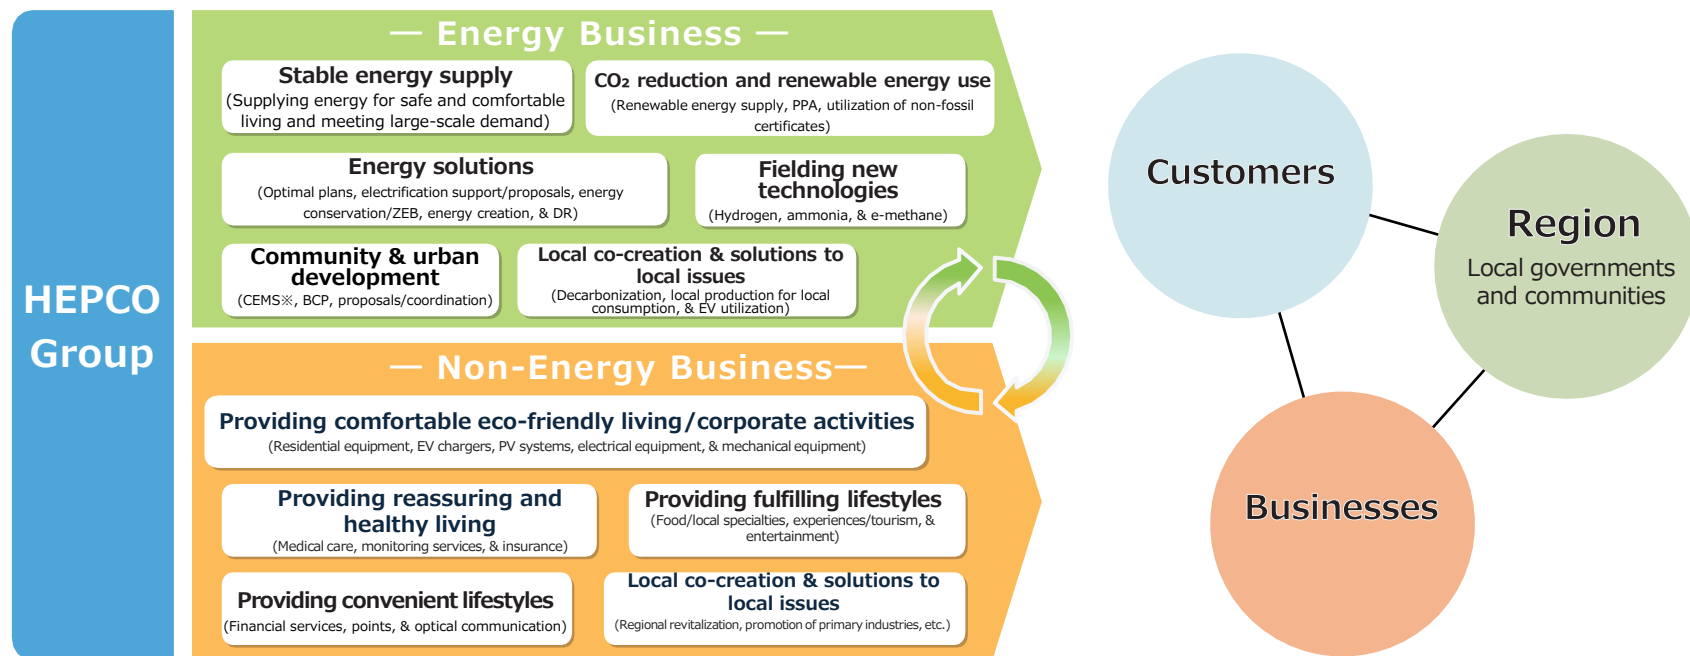 HEPCO
Group
— Energy Business —
Stable energy supply
(Supplying energy for safe and comfortable
living and meeting large-scale demand)
CO₂ reduction and renewable energy use
(Renewable energy supply, PPA, utilization of non-fossil
certificates)
Energy solutions
(Optimal plans, electrification support/proposals, energy
conservation/ZEB, energy creation, & DR)
Fielding new
technologies
(Hydrogen, ammonia, & e-methane)
Community & urban
development
(CEMS※, BCP, proposals/coordination)
Local co-creation & solutions to
local issues
(Decarbonization, local production for local
consumption, & EV utilization)
— Non-Energy Business—
Providing comfortable eco-friendly living/corporate activities
(Residential equipment, EV chargers, PV systems, electrical equipment, & mechanical equipment)
Providing reassuring and
healthy living
(Medical care, monitoring services, & insurance)
Providing fulfilling lifestyles
(Food/local specialties, experiences/tourism, &
entertainment)
Providing convenient lifestyles
(Financial services, points, & optical communication)
Local co-creation & solutions to
local issues
(Regional revitalization, promotion of primary industries, etc.)
Customers
Region
Local governments
and communities
Businesses